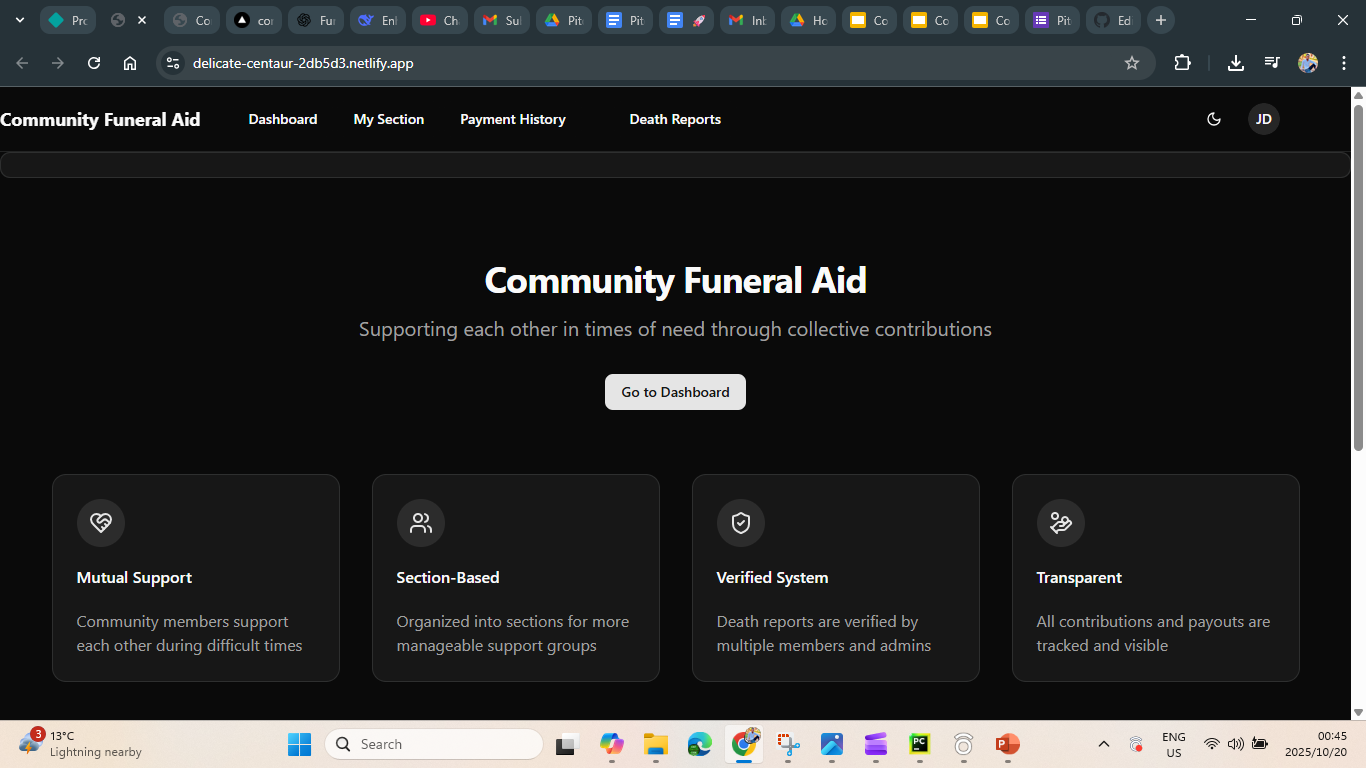 Pro
Co
cor
Fur
Enl
Ch
Sul
Pit
Pit
Inb
Ho
Co
Co
Co
Pit
Ed
delicate-centaur-2db5d3.netlify.app
Community Funeral Aid
Dashboard
My Section
Payment History
Death Reports
JD
Community Funeral Aid
Supporting each other in times of need through collective contributions
Go to Dashboard
Mutual Support
Community members support
each other during difficult times
Section-Based
Organized into sections for more
manageable support groups
Verified System
Death reports are verified by
multiple members and admins
Transparent
All contributions and payouts are
tracked and visible
3
13°C
Lightning nearby
Search
PC
P
ENG
US
00:45
2025/10/20